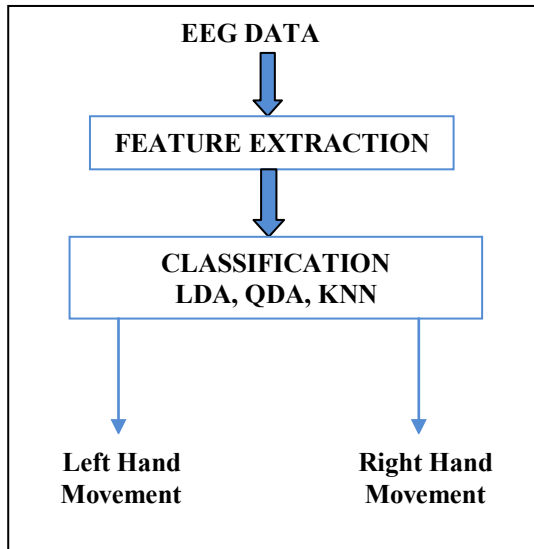 EEG DATA
FEATURE EXTRACTION
CLASSIFICATION
LDA, QDA, KNN
Left Hand
Movement
Right Hand
Movement